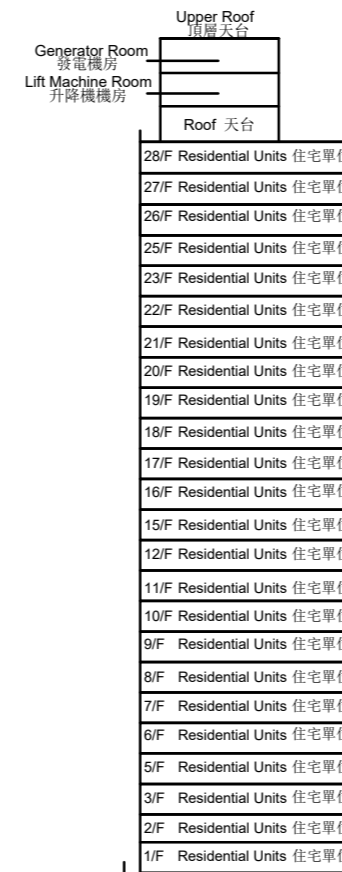 Upper Roof
頂層天台
Generator Room
發電機房
Lift Machine Room
升降機機房
Roof 天台
28/F Residential Units 住宅單
27/F Residential Units 住宅單
26/F Residential Units 住宅單
25/F Residential Units 住宅單
23/F Residential Units 住宅單
22/F Residential Units 住宅單
21/F Residential Units 住宅單
20/F Residential Units 住宅單
19/F Residential Units 住宅單
18/F Residential Units 住宅單
17/F Residential Units 住宅單
16/F Residential Units 住宅單
15/F Residential Units 住宅單
12/F Residential Units 住宅單
11/F Residential Units 住宅單
10/F Residential Units 住宅單
9/F Residential Units 住宅單
8/F Residential Units 住宅單
7/F Residential Units 住宅單
6/F Residential Units 住宅單
5/F Residential Units 住宅單
3/F Residential Units 住宅單
2/F Residential Units 住宅單
1/F Residential Units 住宅單